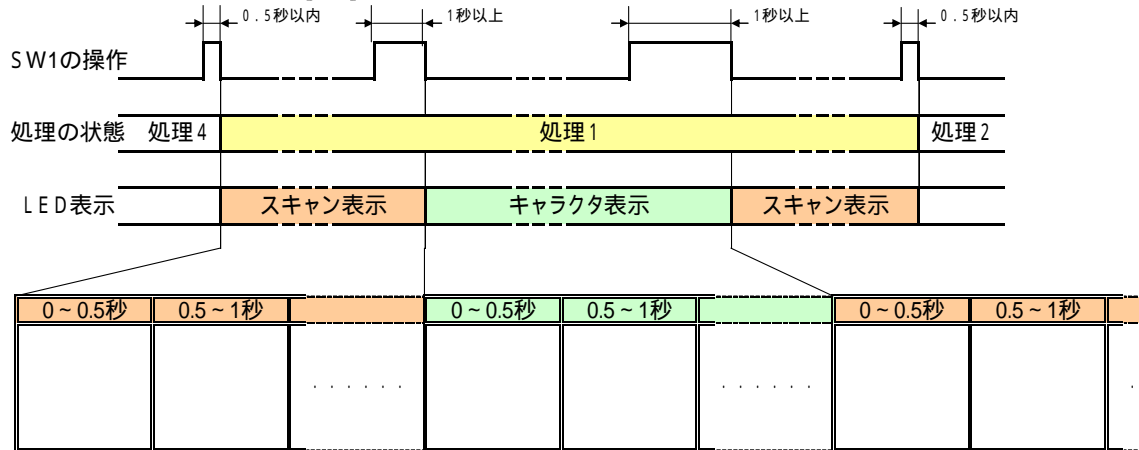 0.5秒以内 1秒以上 1秒以上 0.5秒以内
SW1の操作
処理の状態 処理4 処理1 処理2
LED表示 スキャン表示 キャラクタ表示 スキャン表示
0~0.5秒 0.5~1秒 0~0.5秒 0.5~1秒 0~0.5秒 0.5~1秒
・・・・・・ ・・・・・・ ・